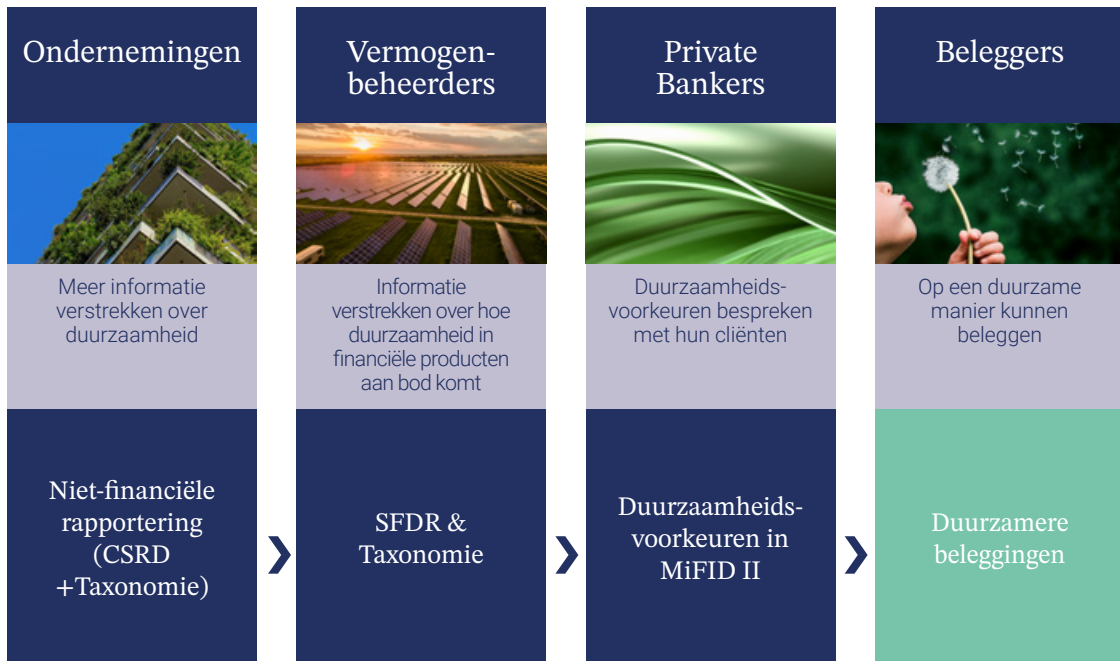 Ondernemingen
Meer informatie
verstrekken over
duurzaamheid
Niet-financiële
rapportering
(CSRD
+Taxonomie)
Vermogen-
beheerders
Informatie
verstrekken over hoe
duurzaamheid in
financiële producten
aan bod komt
SFDR &
Taxonomie
Private
Bankers
Duurzaamheids-
voorkeuren bespreken
met hun cliënten
Duurzaamheids-
voorkeuren in
MiFID II
Beleggers
Op een duurzame
manier kunnen
beleggen
Duurzamere
beleggingen